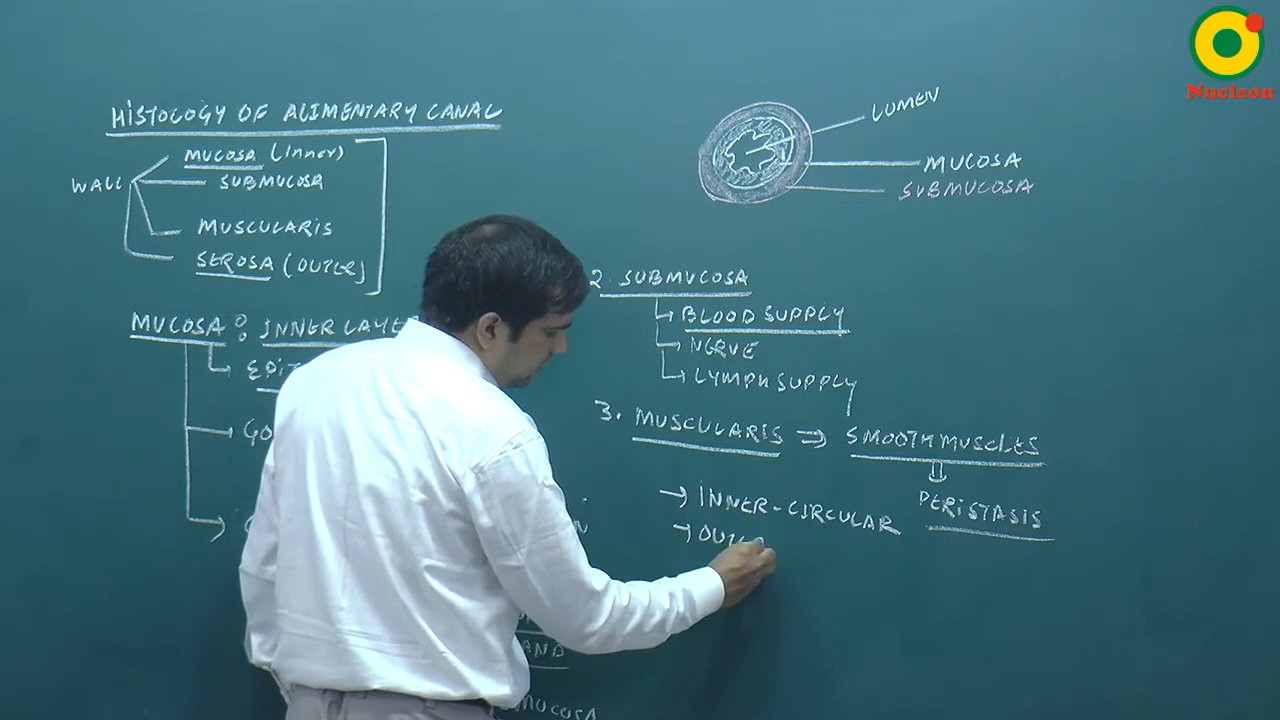 Nucleon
HISTOLOGY OF ALIMENTARY CANAL
WALL
MUCOSA (INNER)
SUBMUCOSA
MUSCULARIS
SEROSA (OUTER)
LUMEN
MUCOSA
SUBMUCOSA
MUCOSA : INNER
2. SUBMUCOSA
BLOOD SUPPLY
NERVE
LYMPH SUPPLY
3. MUSCULARIS ⇒ SMOOTH MUSCLES
PERISTASIS
→ INNER-CIRCULAR